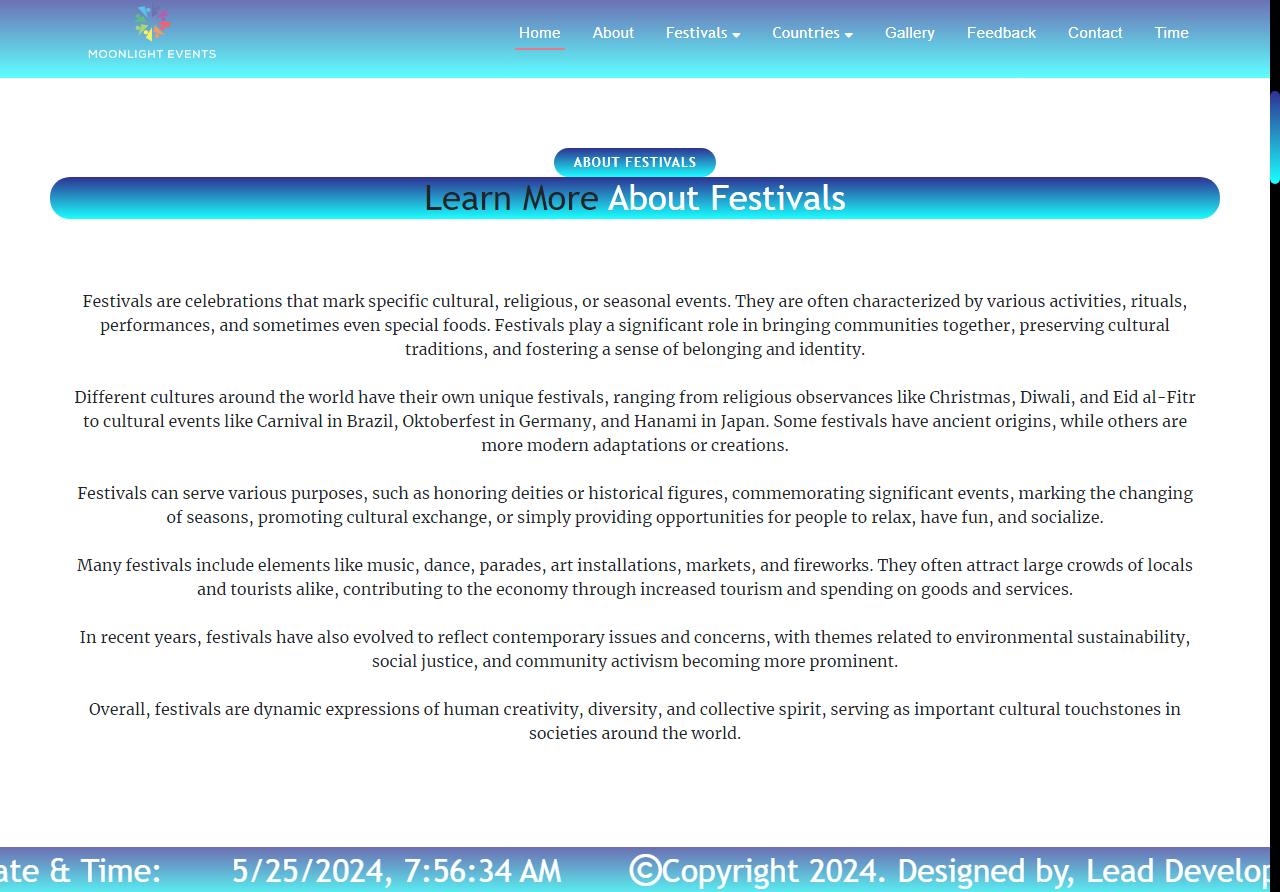 MOONLIGHT EVENTS
Home About Festivals Countries Gallery Feedback Contact Time
ABOUT FESTIVALS
Learn More About Festivals
Festivals are celebrations that mark specific cultural, religious, or seasonal events. They are often characterized by various activities, rituals,
performances, and sometimes even special foods. Festivals play a significant role in bringing communities together, preserving cultural
traditions, and fostering a sense of belonging and identity.
Different cultures around the world have their own unique festivals, ranging from religious observances like Christmas, Diwali, and Eid al-Fitr
to cultural events like Carnival in Brazil, Oktoberfest in Germany, and Hanami in Japan. Some festivals have ancient origins, while others are
more modern adaptations or creations.
Festivals can serve various purposes, such as honoring deities or historical figures, commemorating significant events, marking the changing
of seasons, promoting cultural exchange, or simply providing opportunities for people to relax, have fun, and socialize.
Many festivals include elements like music, dance, parades, art installations, markets, and fireworks. They often attract large crowds of locals
and tourists alike, contributing to the economy through increased tourism and spending on goods and services.
In recent years, festivals have also evolved to reflect contemporary issues and concerns, with themes related to environmental sustainability,
social justice, and community activism becoming more prominent.
Overall, festivals are dynamic expressions of human creativity, diversity, and collective spirit, serving as important cultural touchstones in
societies around the world.
ate & Time: 5/25/2024, 7:56:34 AM ©Copyright 2024. Designed by, Lead Develop